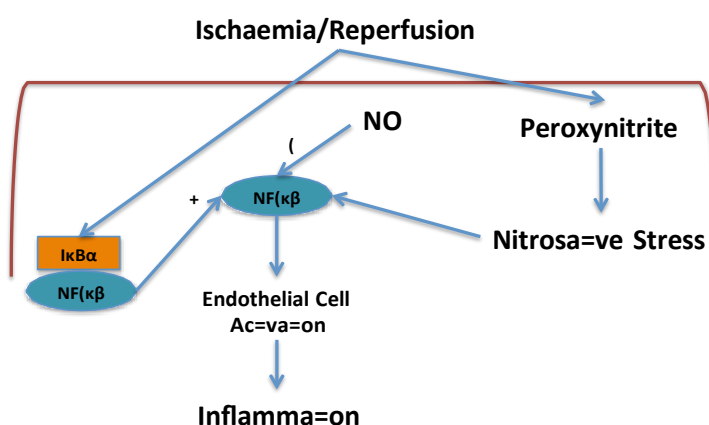 Ischaemia/Reperfusion
NO
Peroxynitrite
(
+
NF(κβ
Nitrosa=ve Stress
IκBα
NF(κβ
Endothelial Cell
Ac=va=on
Inflamma=on